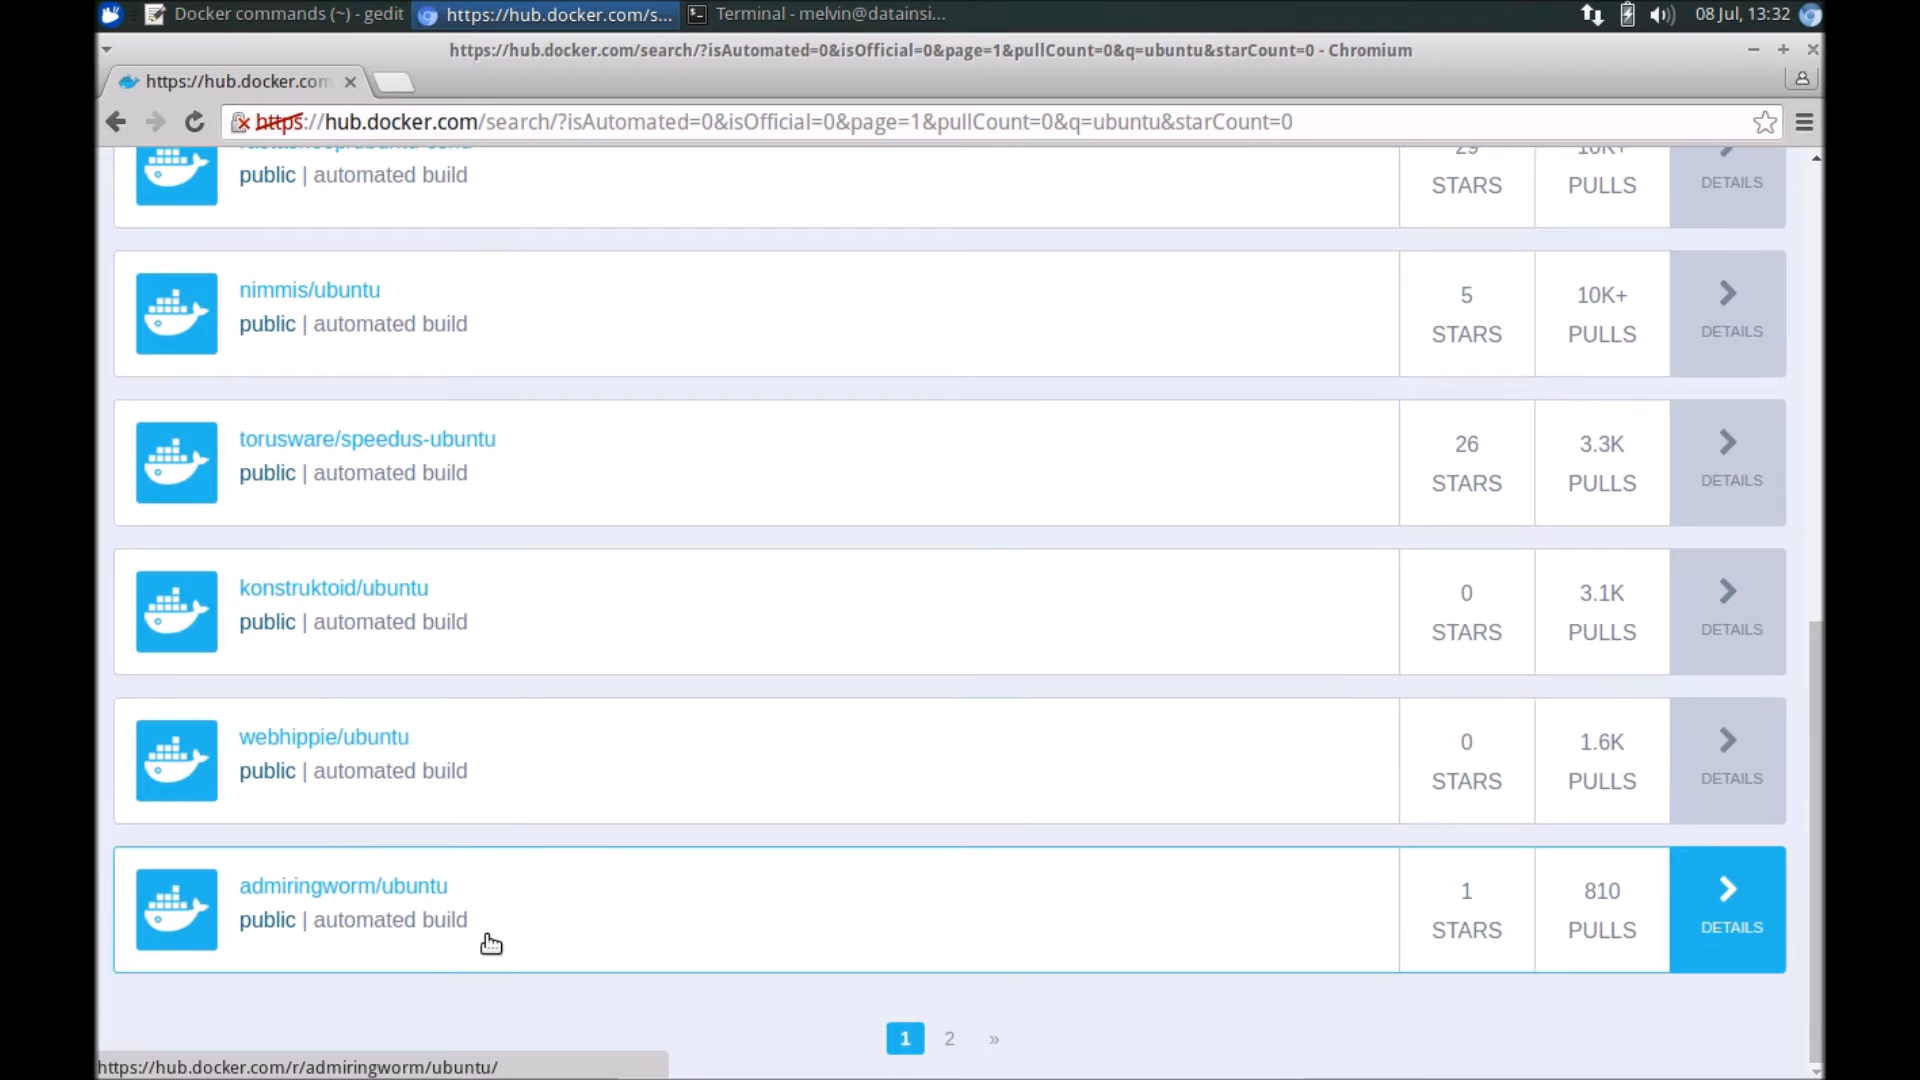 Docker commands (~) - gedit
https://hub.docker.com/s...
Terminal - melvin@datainsi...
08 Jul, 13:32
https://hub.docker.com/search/?isAutomated=0&isOfficial=0&page=1&pullCount=0&q=ubuntu&starCount=0 - Chromium
https://hub.docker.com
https://hub.docker.com/search/?isAutomated=0&isOfficial=0&page=1&pullCount=0&q=ubuntu&starCount=0
public | automated build
29
STARS
10K+
PULLS
DETAILS
nimmis/ubuntu
public | automated build
5
STARS
10K+
PULLS
DETAILS
torusware/speedus-ubuntu
public | automated build
26
STARS
3.3K
PULLS
DETAILS
konstruktoid/ubuntu
public | automated build
0
STARS
3.1K
PULLS
DETAILS
webhippie/ubuntu
public | automated build
0
STARS
1.6K
PULLS
DETAILS
admiringworm/ubuntu
public | automated build
1
STARS
810
PULLS
DETAILS
1 2 »
https://hub.docker.com/r/admiringworm/ubuntu/